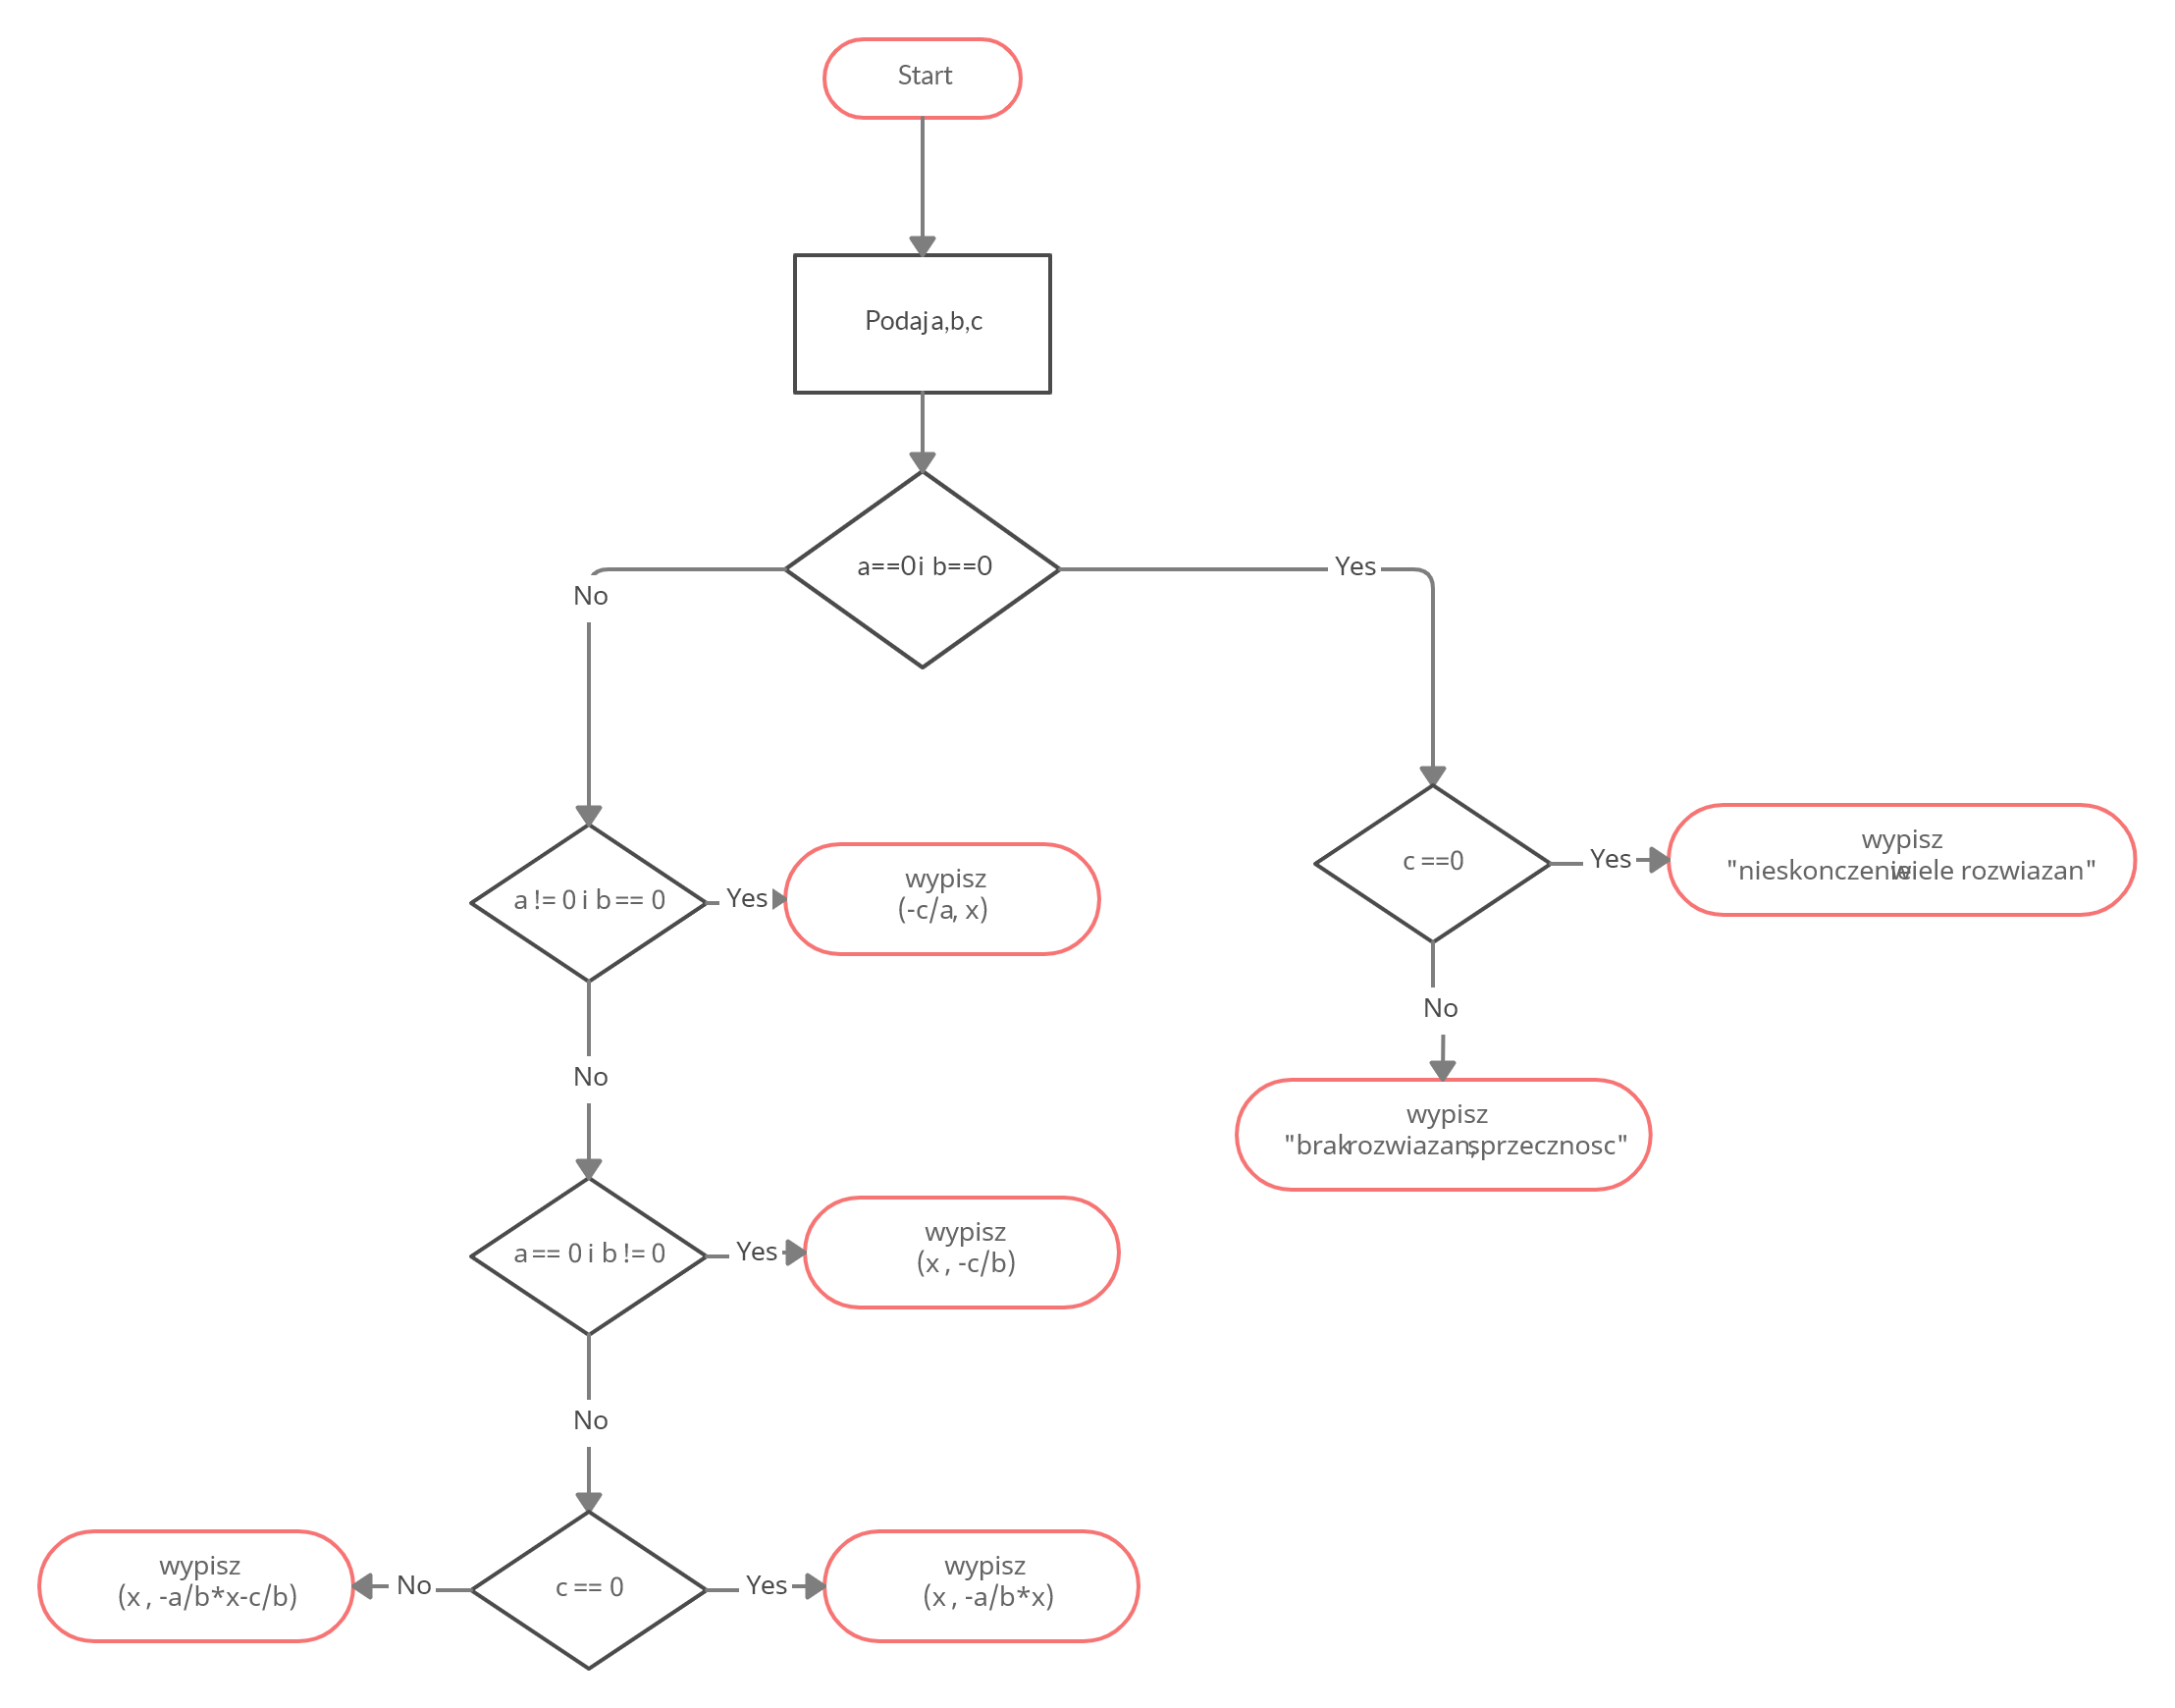 Start
Podaj a,b,c
a==0 i b==0
No
Yes
a != 0 i b == 0
Yes
wypisz
(-c/a, x)
c ==0
Yes
wypisz
"nieskonczenie wiele rozwiazan"
No
wypisz
"brak rozwiazan, sprzecznosc"
No
a == 0 i b != 0
Yes
wypisz
(x , -c/b)
No
c == 0
No
wypisz
(x , -a/b*x-c/b)
Yes
wypisz
(x , -a/b*x)